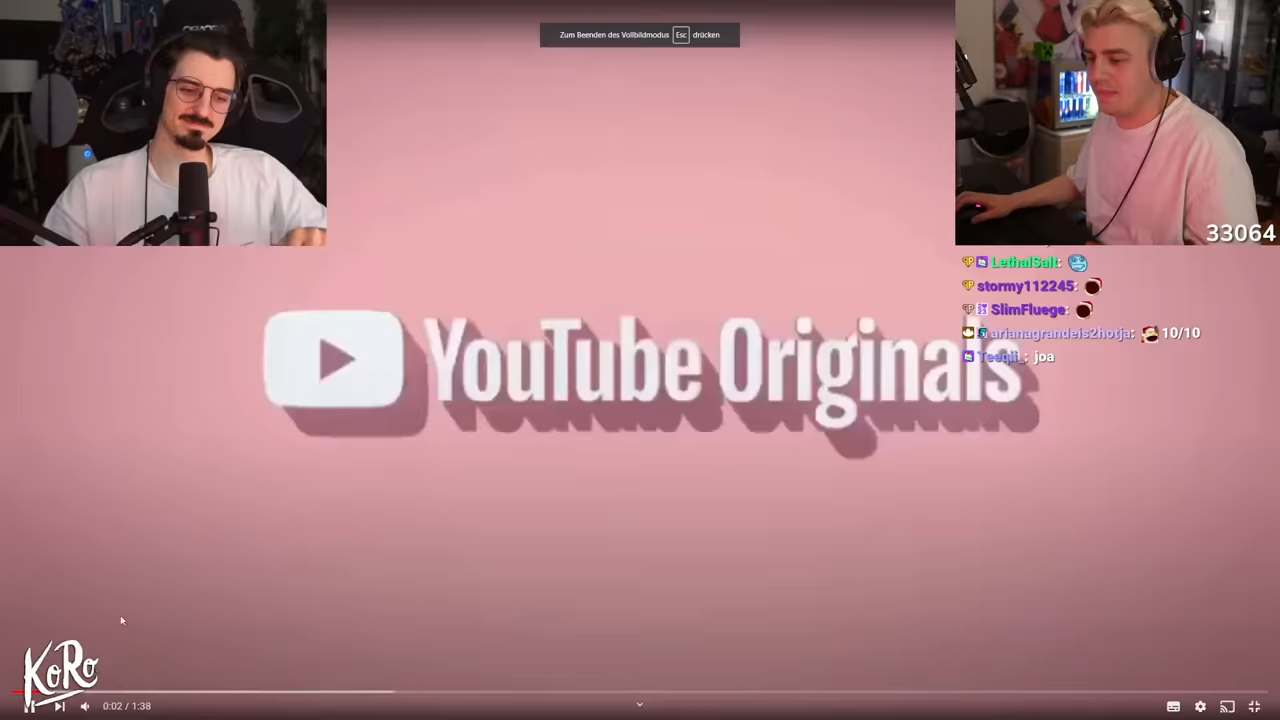 Zum Beenden des Vollbildmodus Esc drücken
33064
LethalSalt:
stormy112245:
SlimFluege:
arianagrandeis2hotja: 10/10
Teeqii_: joa
YouTube Originals
KoRo
0:02 / 1:38